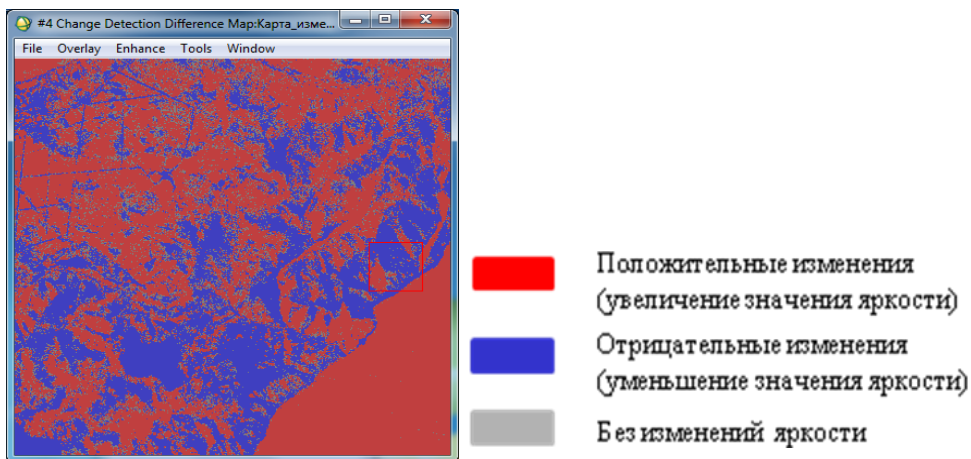 #4 Change Detection Difference Map:Карта_изме...
File Overlay Enhance Tools Window
Положительные изменения
(увеличение значения яркости)
Отрицательные изменения
(уменьшение значения яркости)
Без изменений яркости